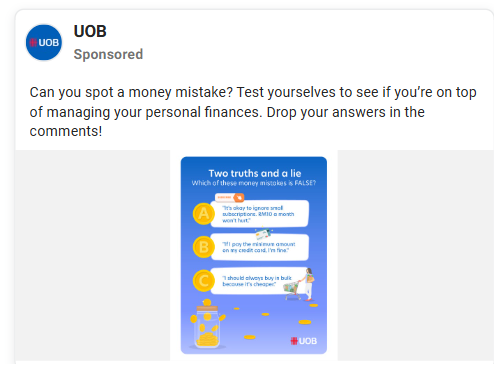 UOB
UOB
Sponsored
Can you spot a money mistake? Test yourselves to see if you're on top
of managing your personal finances. Drop your answers in the
comments!
Two truths and a lie
Which of these money mistakes is FALSE?
A
"It's okay to ignore small
subscriptions. RM10 a month
won't hurt."
B
"If I pay the minimum amount
on my credit card, I'm fine."
C
"I should always buy in bulk
because it's cheaper."
UOB